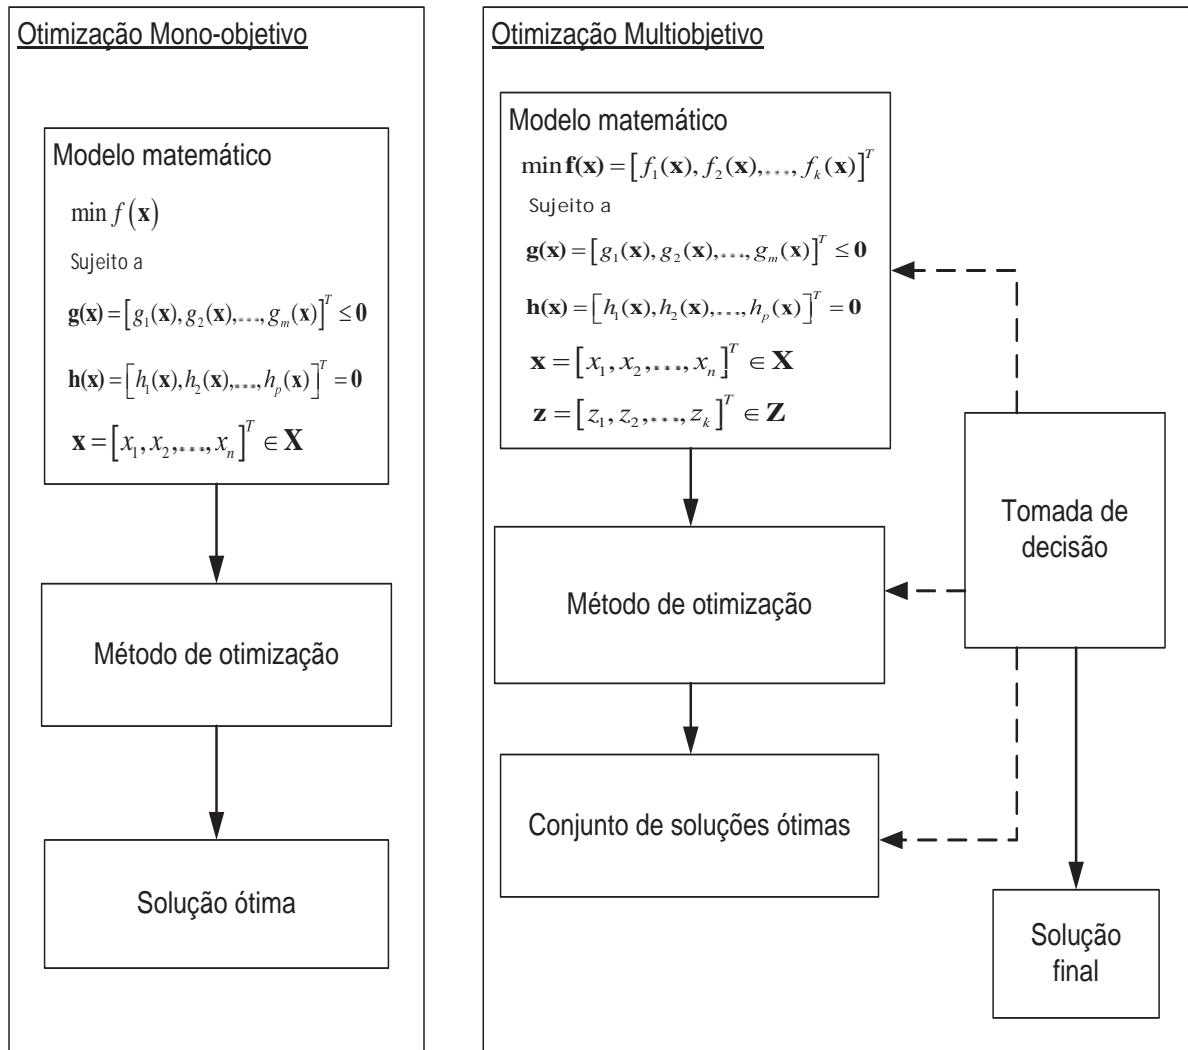 Otimização Mono-objetivo
Modelo matemático
min f(x)
Sujeito a
g(x) = [g₁(x), g₂(x),..., gₘ(x)]ᵀ ≤ 0
h(x) = [h₁(x), h₂(x),..., hₚ(x)]ᵀ = 0
x = [x₁, x₂,..., xₙ]ᵀ ∈ X
Método de otimização
Solução ótima
Otimização Multiobjetivo
Modelo matemático
min f(x) = [f₁(x), f₂(x),..., fₖ(x)]ᵀ
Sujeito a
g(x) = [g₁(x), g₂(x),..., gₘ(x)]ᵀ ≤ 0
h(x) = [h₁(x), h₂(x),..., hₚ(x)]ᵀ = 0
x = [x₁, x₂,..., xₙ]ᵀ ∈ X
z = [z₁, z₂,..., zₖ]ᵀ ∈ Z
Método de otimização
Conjunto de soluções ótimas
Tomada de
decisão
Solução
final